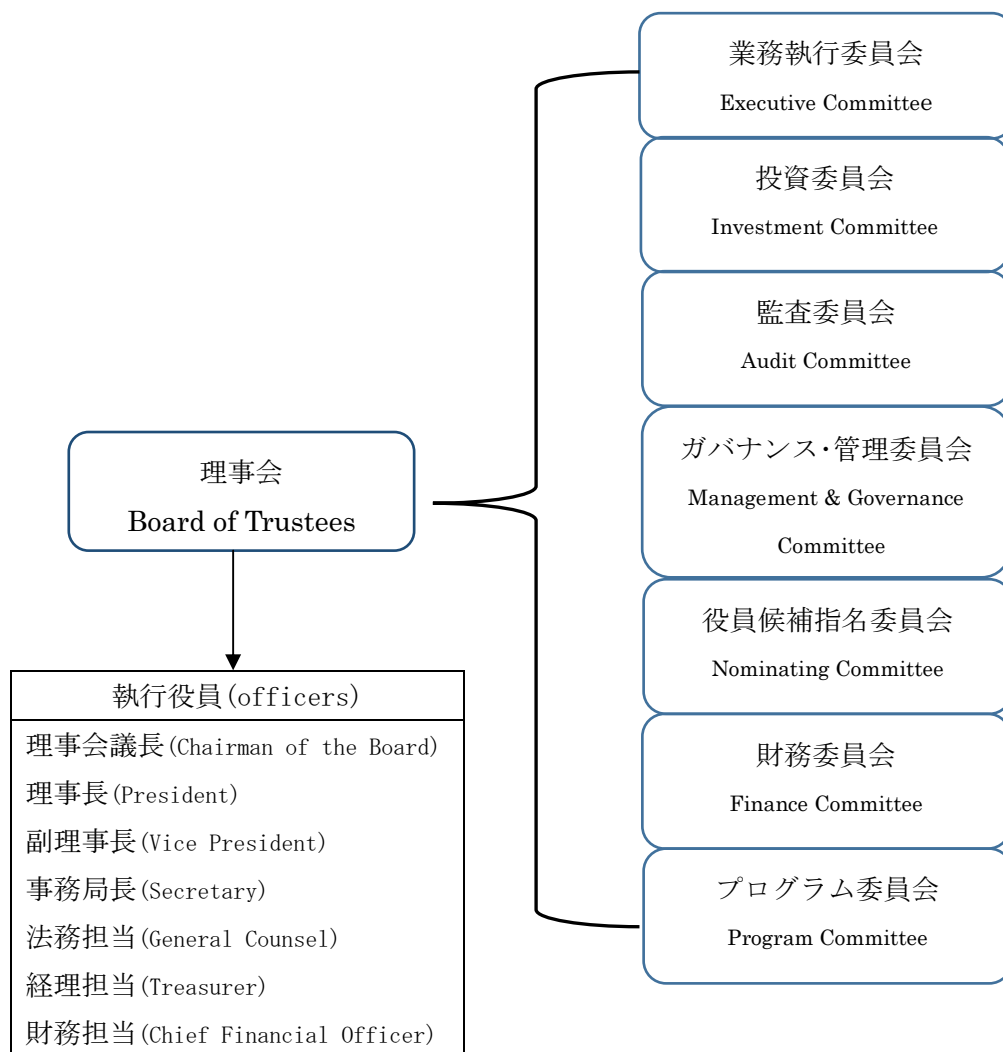 業務執行委員会
Executive Committee
投資委員会
Investment Committee
監査委員会
Audit Committee
ガバナンス・管理委員会
Management & Governance
Committee
役員候補指名委員会
Nominating Committee
財務委員会
Finance Committee
プログラム委員会
Program Committee
理事会
Board of Trustees
執行役員(officers)
理事会議長(Chairman of the Board)
理事長(President)
副理事長(Vice President)
事務局長(Secretary)
法務担当(General Counsel)
経理担当(Treasurer)
財務担当(Chief Financial Officer)